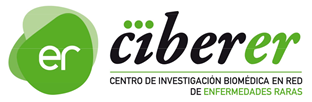 er
ciberer
CENTRO DE INVESTIGACIÓN BIOMÉDICA EN RED
DE ENFERMEDADES RARAS